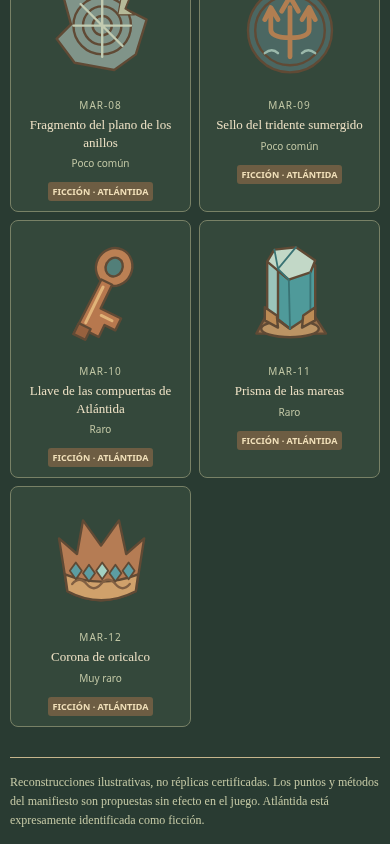 MAR-08
Fragmento del plano de los
anillos
Poco común
FICCIÓN · ATLÁNTIDA
MAR-09
Sello del tridente sumergido
Poco común
FICCIÓN · ATLÁNTIDA
MAR-10
Llave de las compuertas de
Atlántida
Raro
FICCIÓN · ATLÁNTIDA
MAR-11
Prisma de las mareas
Raro
FICCIÓN · ATLÁNTIDA
MAR-12
Corona de oricalco
Muy raro
FICCIÓN · ATLÁNTIDA
Reconstrucciones ilustrativas, no réplicas certificadas. Los puntos y métodos
del manifiesto son propuestas sin efecto en el juego. Atlántida está
expresamente identificada como ficción.